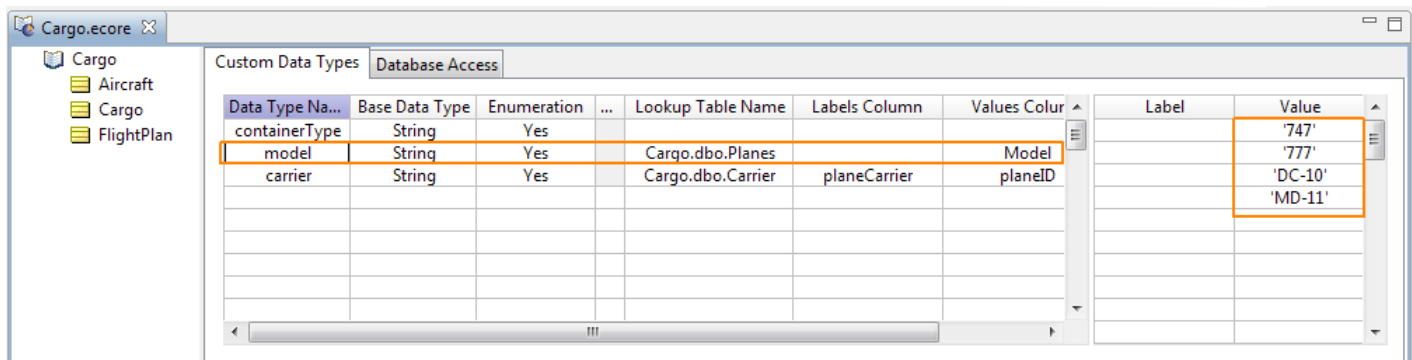 Cargo.ecore
Cargo
Aircraft
Cargo
FlightPlan
Custom Data Types Database Access
Data Type Na... Base Data Type Enumeration ... Lookup Table Name Labels Column Values Colur
containerType String Yes
model String Yes Cargo.dbo.Planes Model
carrier String Yes Cargo.dbo.Carrier planeCarrier planeID
Label Value
'747'
'777'
'DC-10'
'MD-11'